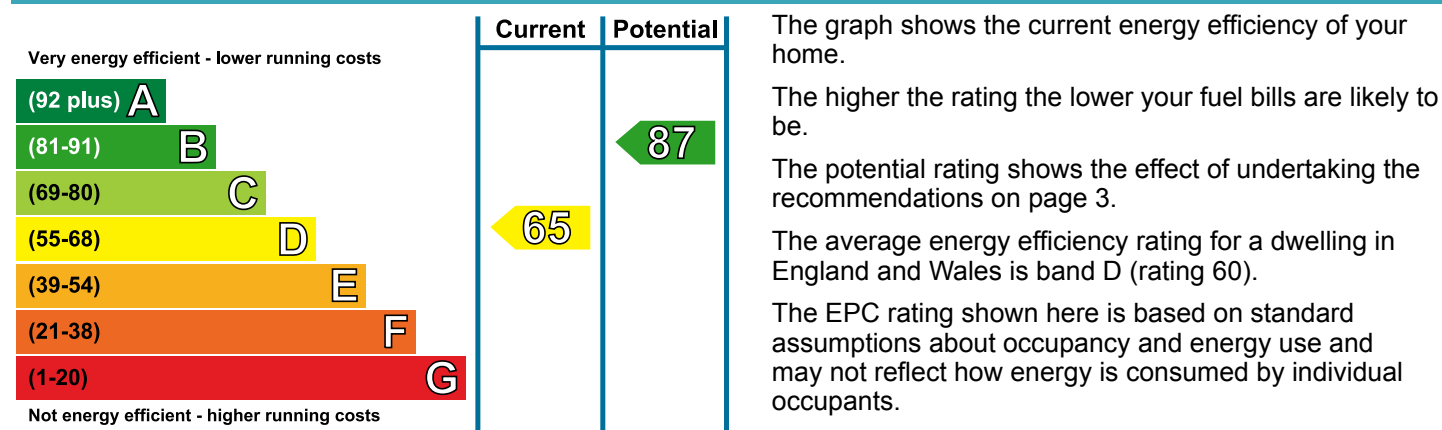 Current Potential
Very energy efficient - lower running costs
(92 plus) A
(81-91) B
87
(69-80) C
(55-68) D
65
(39-54) E
(21-38) F
(1-20) G
Not energy efficient - higher running costs
The graph shows the current energy efficiency of your
home.
The higher the rating the lower your fuel bills are likely to
be.
The potential rating shows the effect of undertaking the
recommendations on page 3.
The average energy efficiency rating for a dwelling in
England and Wales is band D (rating 60).
The EPC rating shown here is based on standard
assumptions about occupancy and energy use and
may not reflect how energy is consumed by individual
occupants.